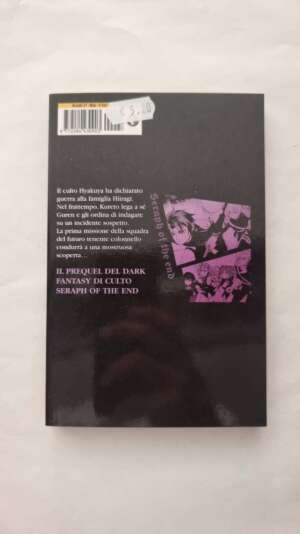 € 5,20
Il culto Hyakuya ha dichiarato
guerra alla famiglia Hiiragi.
Nel frattempo, Kureto lega a sé
Guren e gli ordina di indagare
su un incidente sospetto.
La prima missione della squadra
del futuro tenente colonnello
condurrà a una mostruosa
scoperta…
IL PREQUEL DEL DARK
FANTASY DI CULTO
SERAPH OF THE END
Seraph of the end